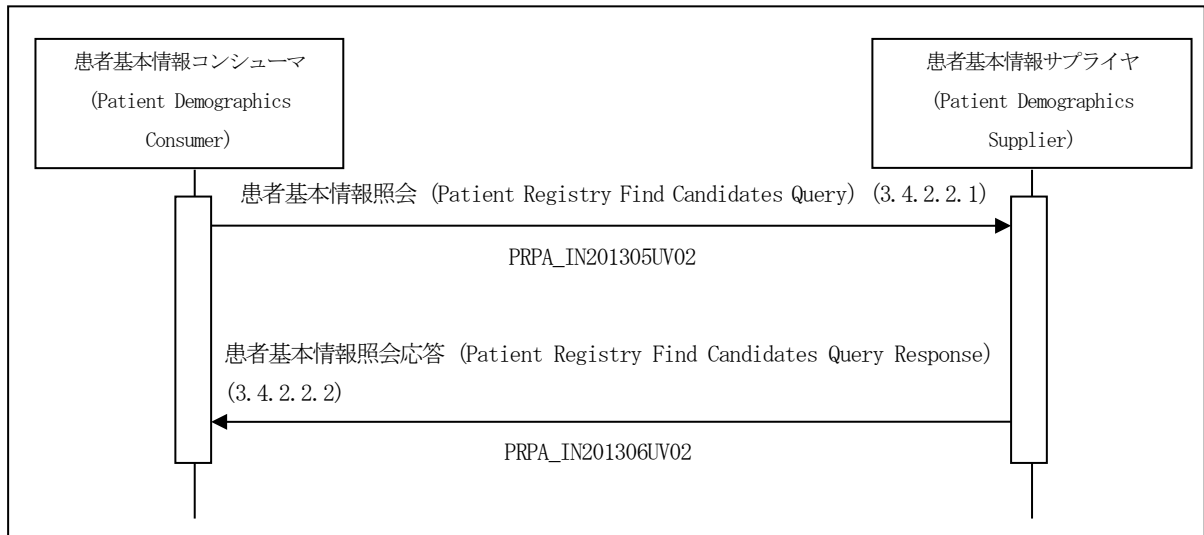 患者基本情報コンシューマ
(Patient Demographics
Consumer)
患者基本情報サプライヤ
(Patient Demographics
Supplier)
患者基本情報照会 (Patient Registry Find Candidates Query) (3.4.2.2.1)
PRPA_IN201305UV02
患者基本情報照会応答 (Patient Registry Find Candidates Query Response)
(3.4.2.2.2)
PRPA_IN201306UV02